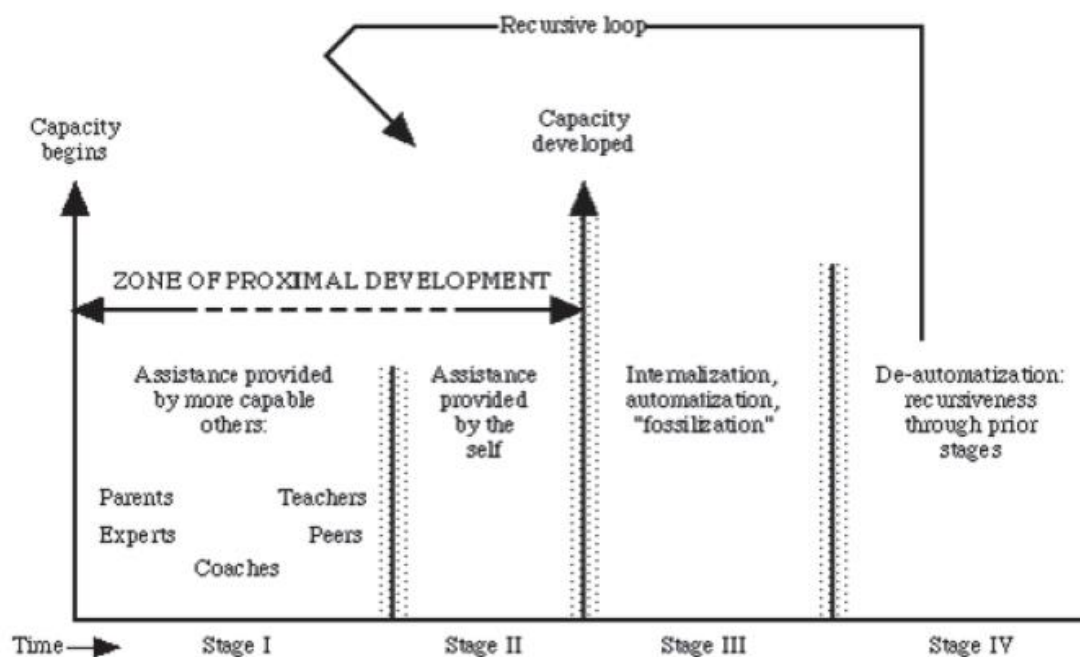 Recursive loop
Capacity
begins
Capacity
developed
ZONE OF PROXIMAL DEVELOPMENT
Assistance provided
by more capable
others:
Parents
Teachers
Experts
Peers
Coaches
Assistance
provided
by the
self
Internalization,
automatization,
"fossilization"
De-automatization:
recursiveness
through prior
stages
Time
Stage I
Stage II
Stage III
Stage IV